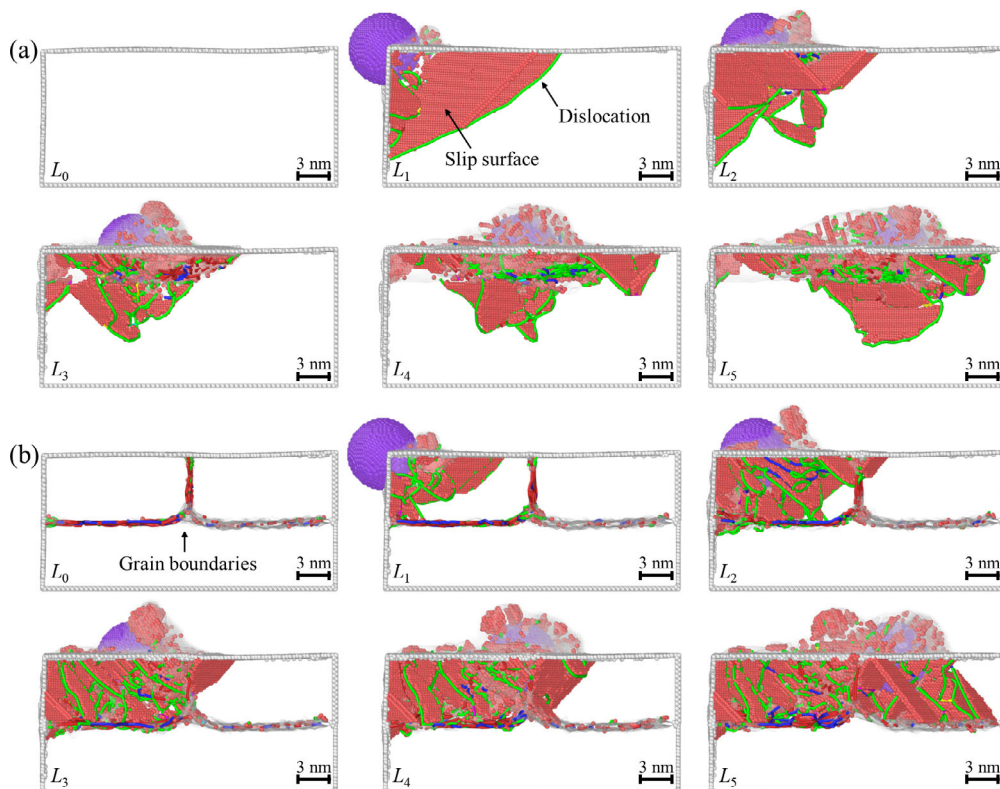 (a)
L0
3 nm
Dislocation
Slip surface
L1
3 nm
L2
3 nm
L3
3 nm
L4
3 nm
L5
3 nm
(b)
Grain boundaries
L0
3 nm
L1
3 nm
L2
3 nm
L3
3 nm
L4
3 nm
L5
3 nm